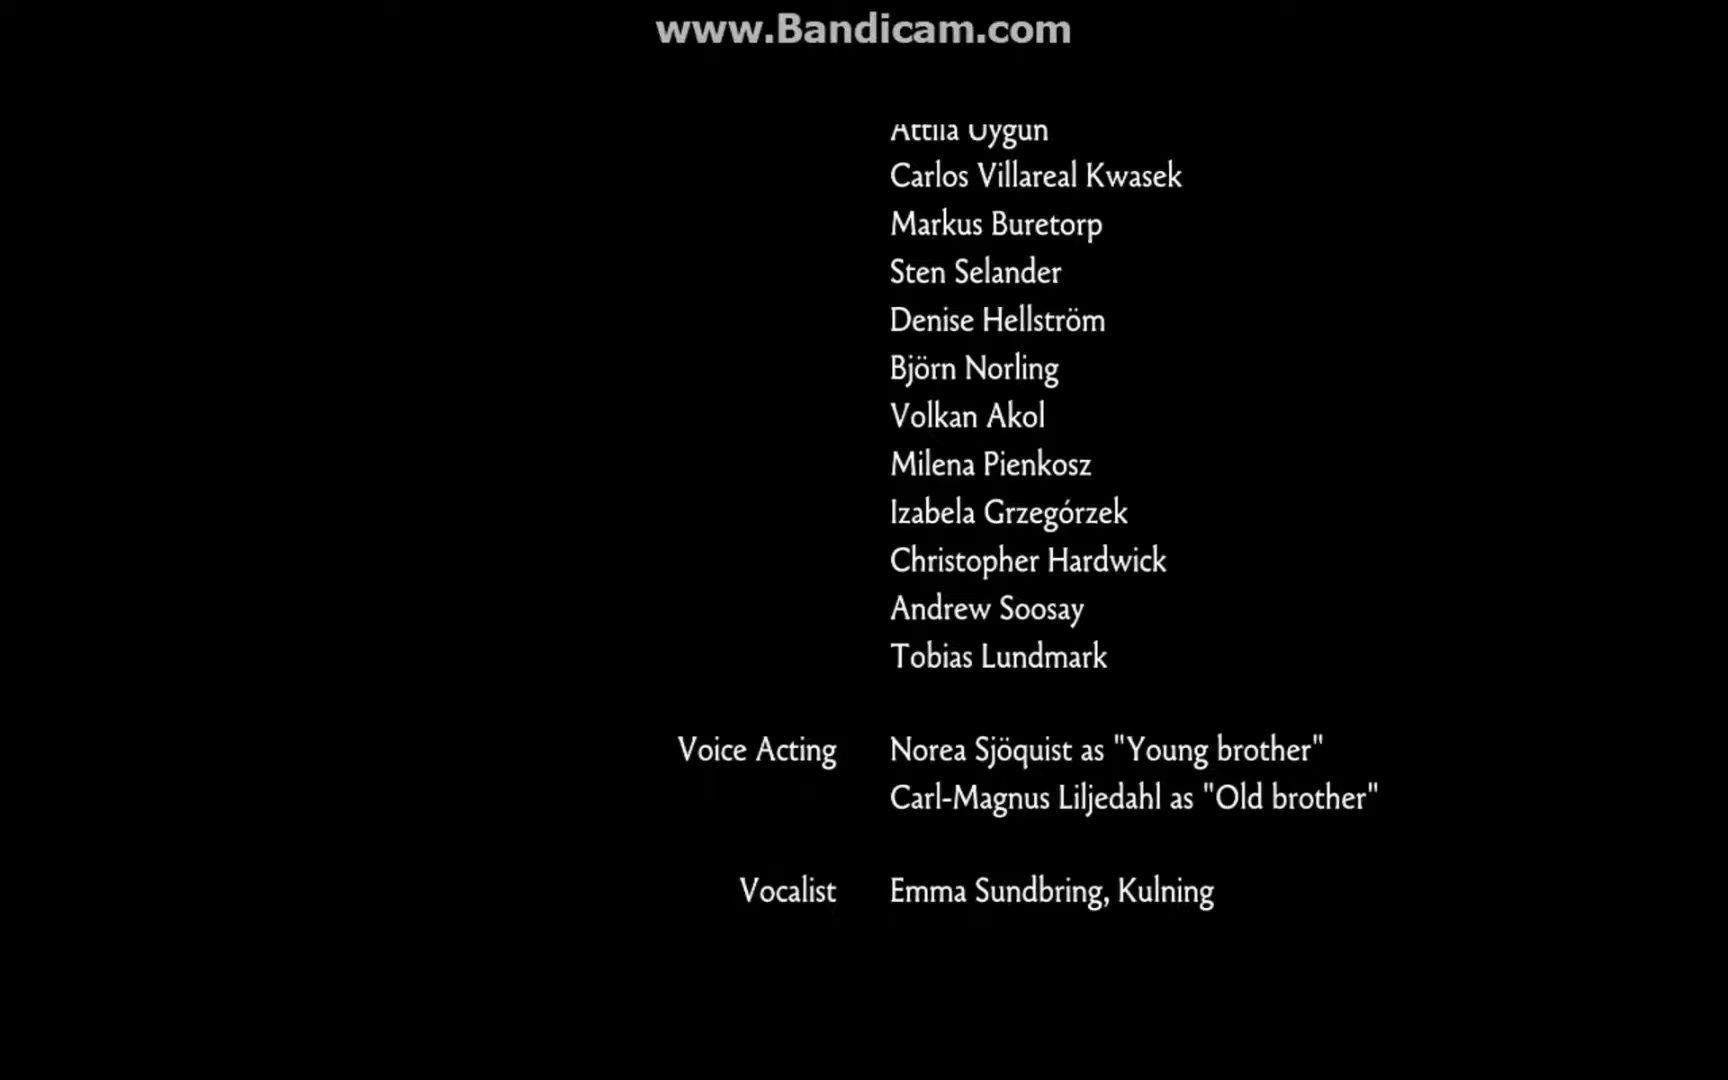 www.Bandicam.com
Attila Uygun
Carlos Villareal Kwasek
Markus Buretorp
Sten Selander
Denise Hellström
Björn Norling
Volkan Akol
Milena Pienkosz
Izabela Grzegórzek
Christopher Hardwick
Andrew Soosay
Tobias Lundmark
Voice Acting Norea Sjöquist as "Young brother"
Carl-Magnus Liljedahl as "Old brother"
Vocalist Emma Sundbring, Kulning